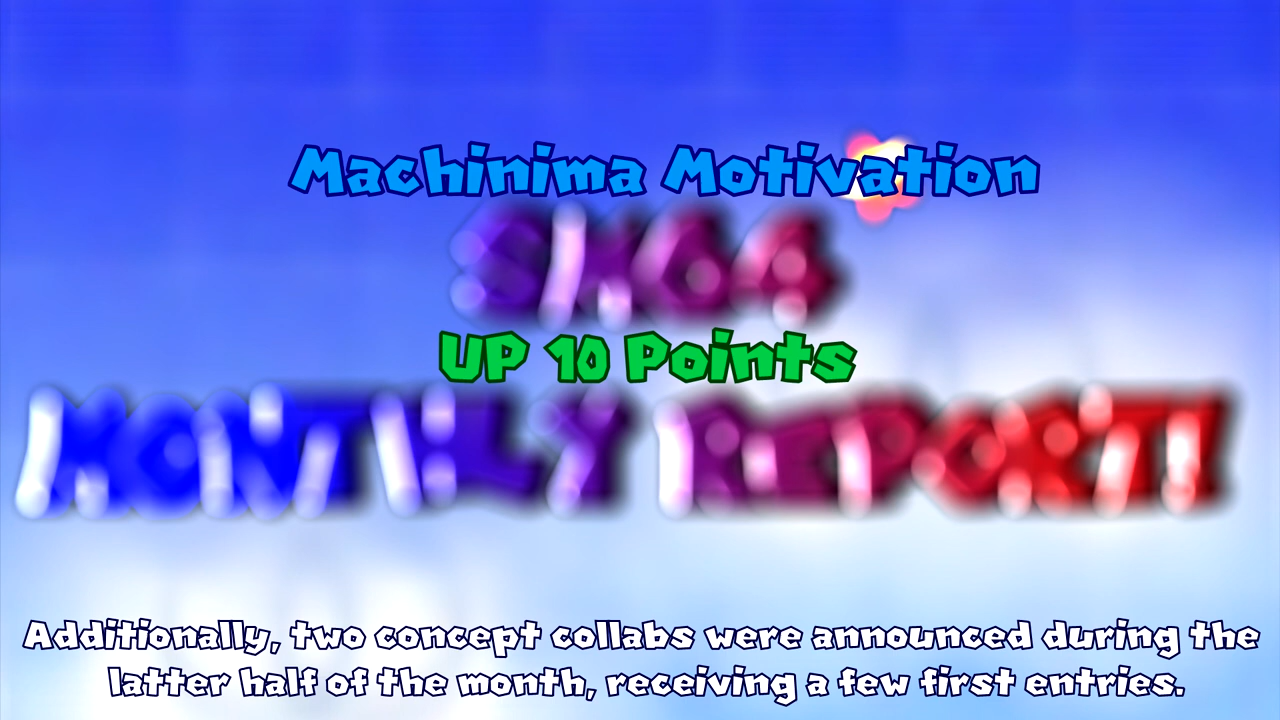 Machinima Motivation
SM64
UP 10 Points
MONTHLY REPORT!
Additionally, two concept collabs were announced during the
latter half of the month, receiving a few first entries.